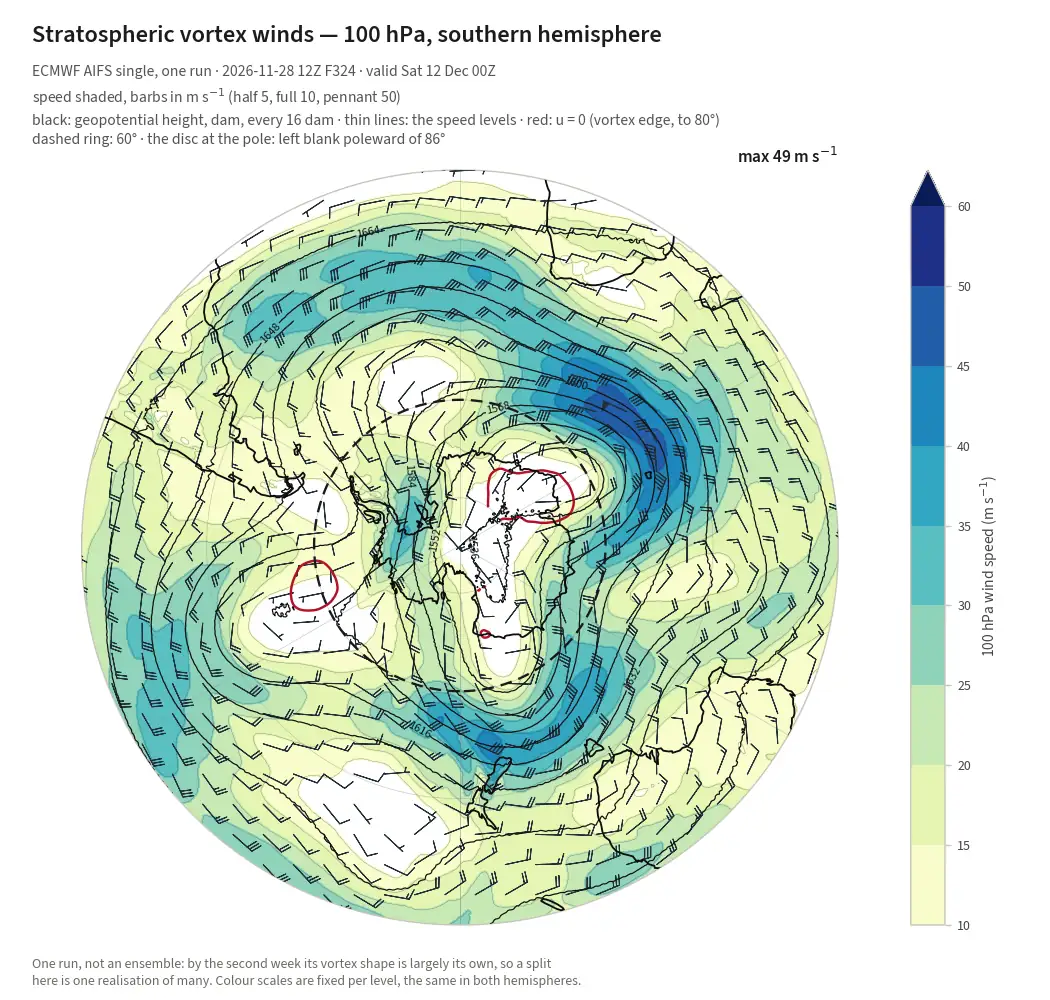 Stratospheric vortex winds — 100 hPa, southern hemisphere
ECMWF AIFS single, one run · 2026-11-28 12Z F324 · valid Sat 12 Dec 00Z
speed shaded, barbs in m s⁻¹ (half 5, full 10, pennant 50)
black: geopotential height, dam, every 16 dam · thin lines: the speed levels · red: u = 0 (vortex edge, to 80°)
dashed ring: 60° · the disc at the pole: left blank poleward of 86°
max 49 m s⁻¹
60
50
45
40
35
30
25
20
15
10
100 hPa wind speed (m s⁻¹)
1664
1648
1600
1568
1584
1552
1536
1632
1616
One run, not an ensemble: by the second week its vortex shape is largely its own, so a split
here is one realisation of many. Colour scales are fixed per level, the same in both hemispheres.